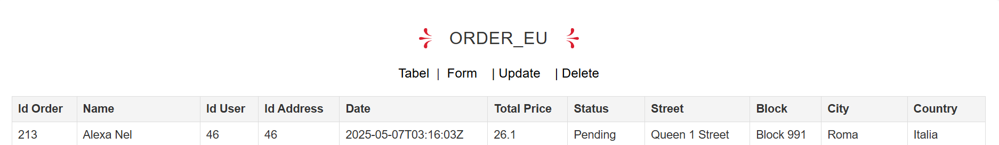 ORDER_EU
Tabel | Form | Update | Delete
Id Order Name Id User Id Address Date Total Price Status Street Block City Country
213 Alexa Nel 46 46 2025-05-07T03:16:03Z 26.1 Pending Queen 1 Street Block 991 Roma Italia